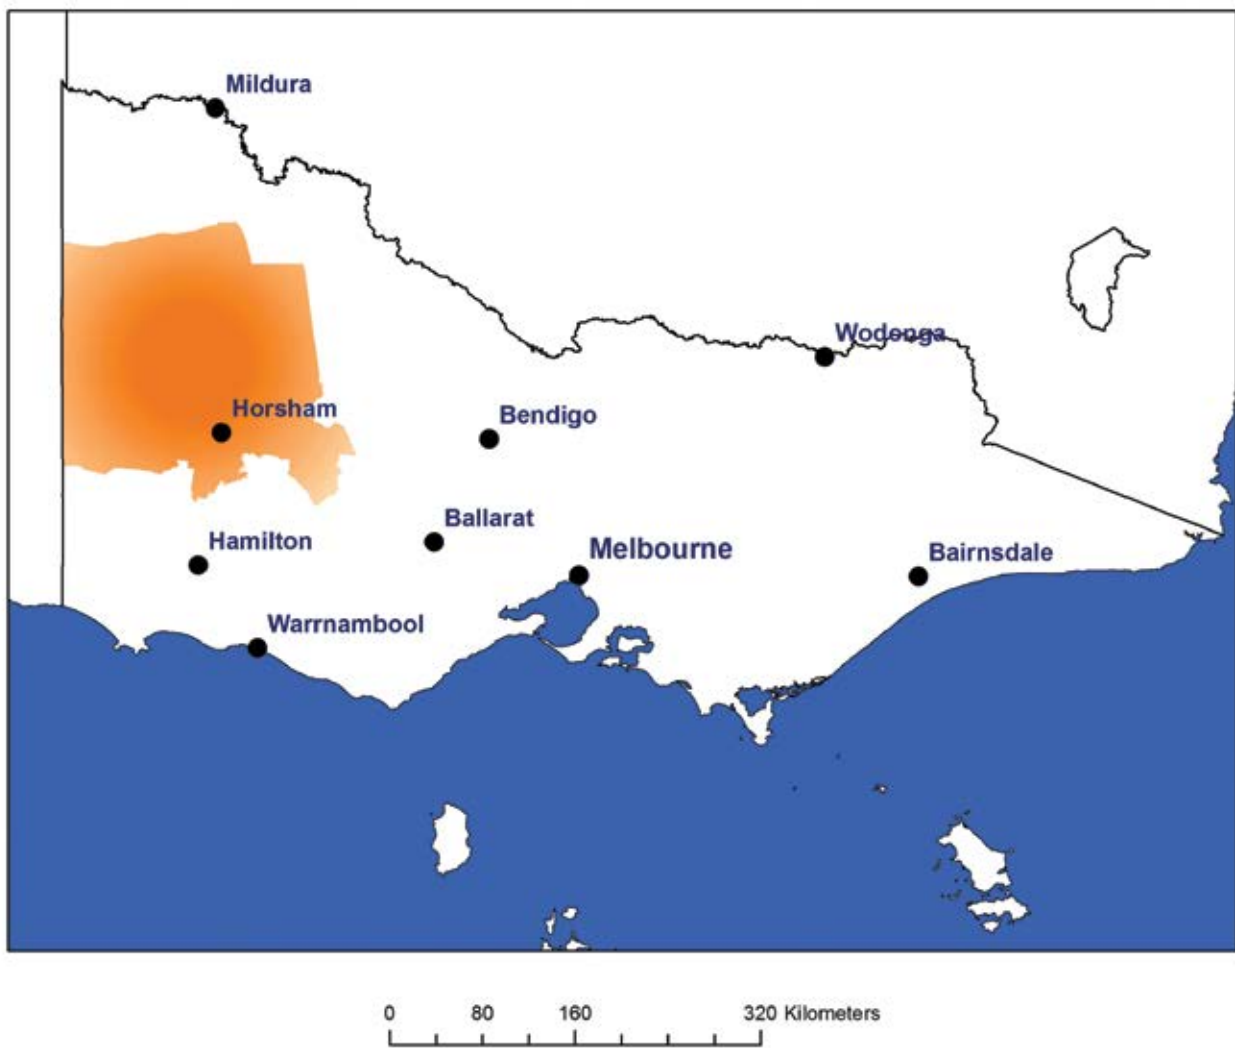 Mildura
Wodonga
Horsham
Bendigo
Ballarat
Hamilton
Melbourne
Bairnsdale
Warrnambool
0 80 160 320 Kilometers